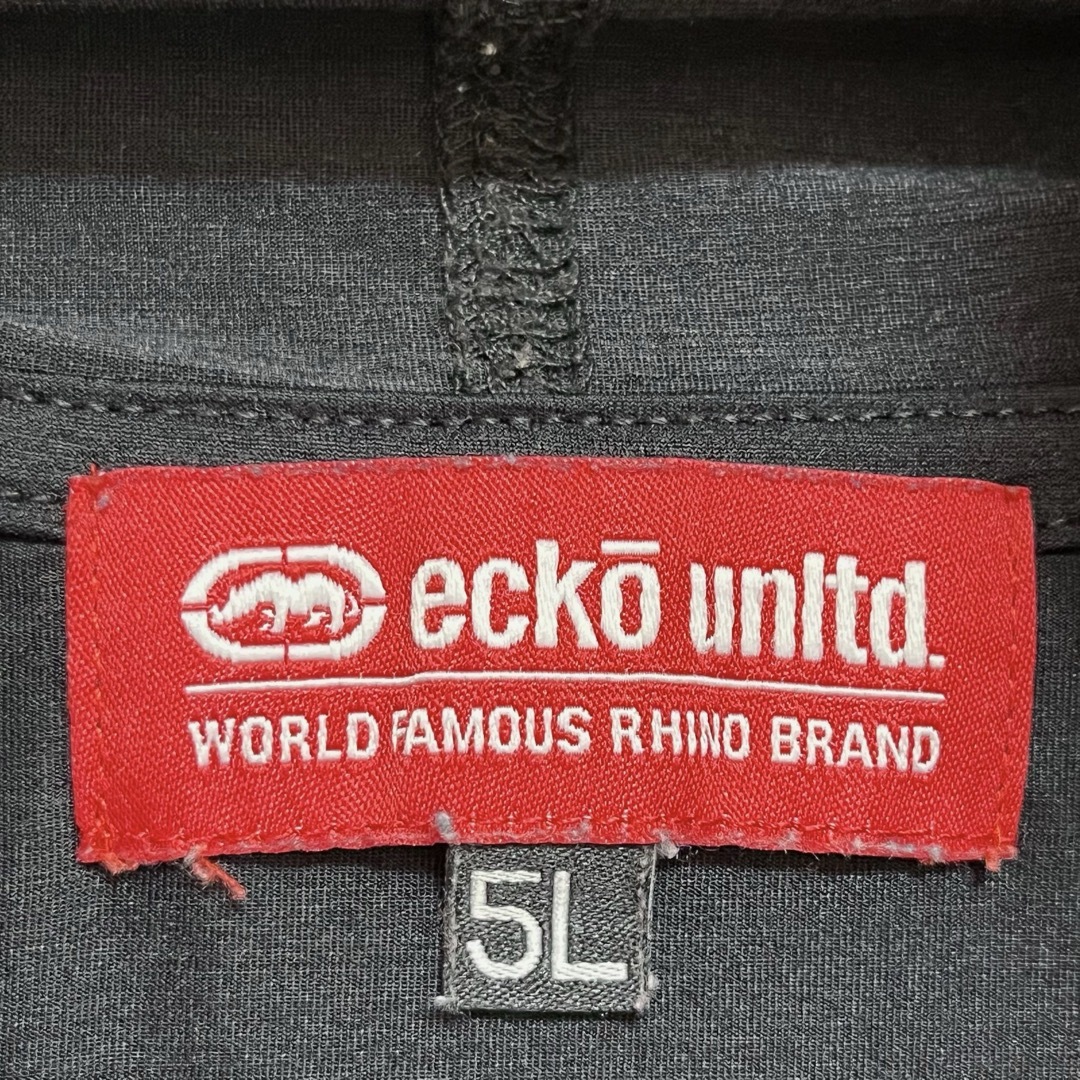 eckō unltd.
WORLD FAMOUS RHINO BRAND
5L